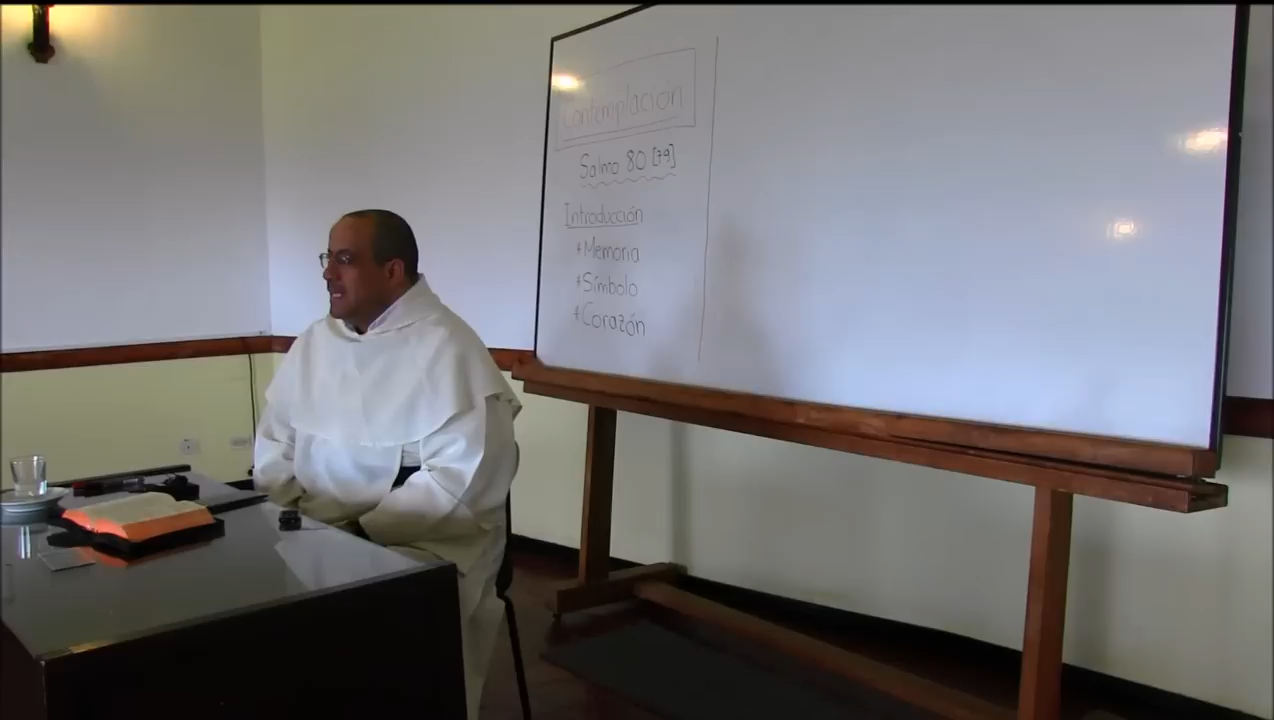 Contemplación
Salmo 80 [79]
Introducción
*Memoria
*Símbolo
*Corazón